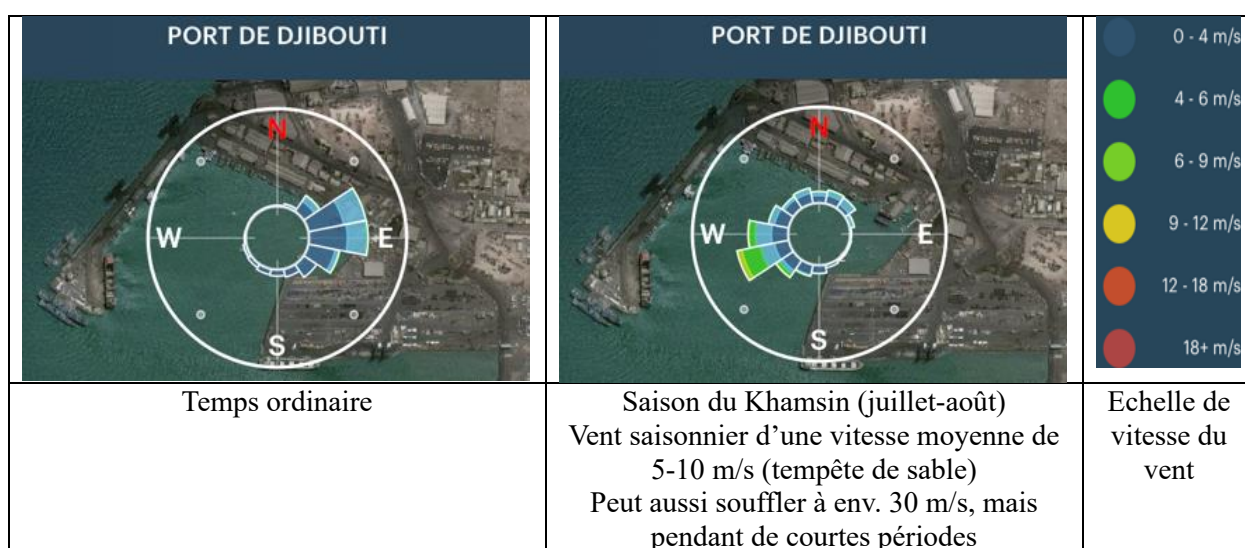 PORT DE DJIBOUTI
N
W
E
S
PORT DE DJIBOUTI
N
W
E
S
0 - 4 m/s
4 - 6 m/s
6 - 9 m/s
9 - 12 m/s
12 - 18 m/s
18+ m/s
Temps ordinaire
Saison du Khamsin (juillet-août)
Vent saisonnier d’une vitesse moyenne de
5-10 m/s (tempête de sable)
Peut aussi souffler à env. 30 m/s, mais
pendant de courtes périodes
Echelle de
vitesse du
vent